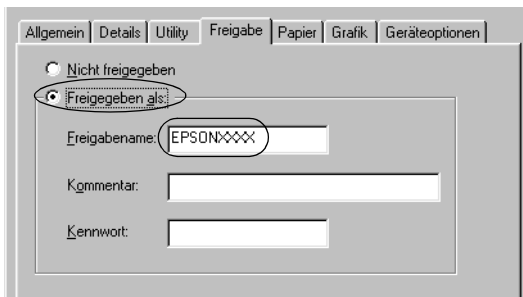 Allgemein Details Utility Freigabe Papier Grafik Geräteoptionen
Nicht freigegeben
Freigegeben als:
Freigabename: EPSONXXXX
Kommentar:
Kennwort: